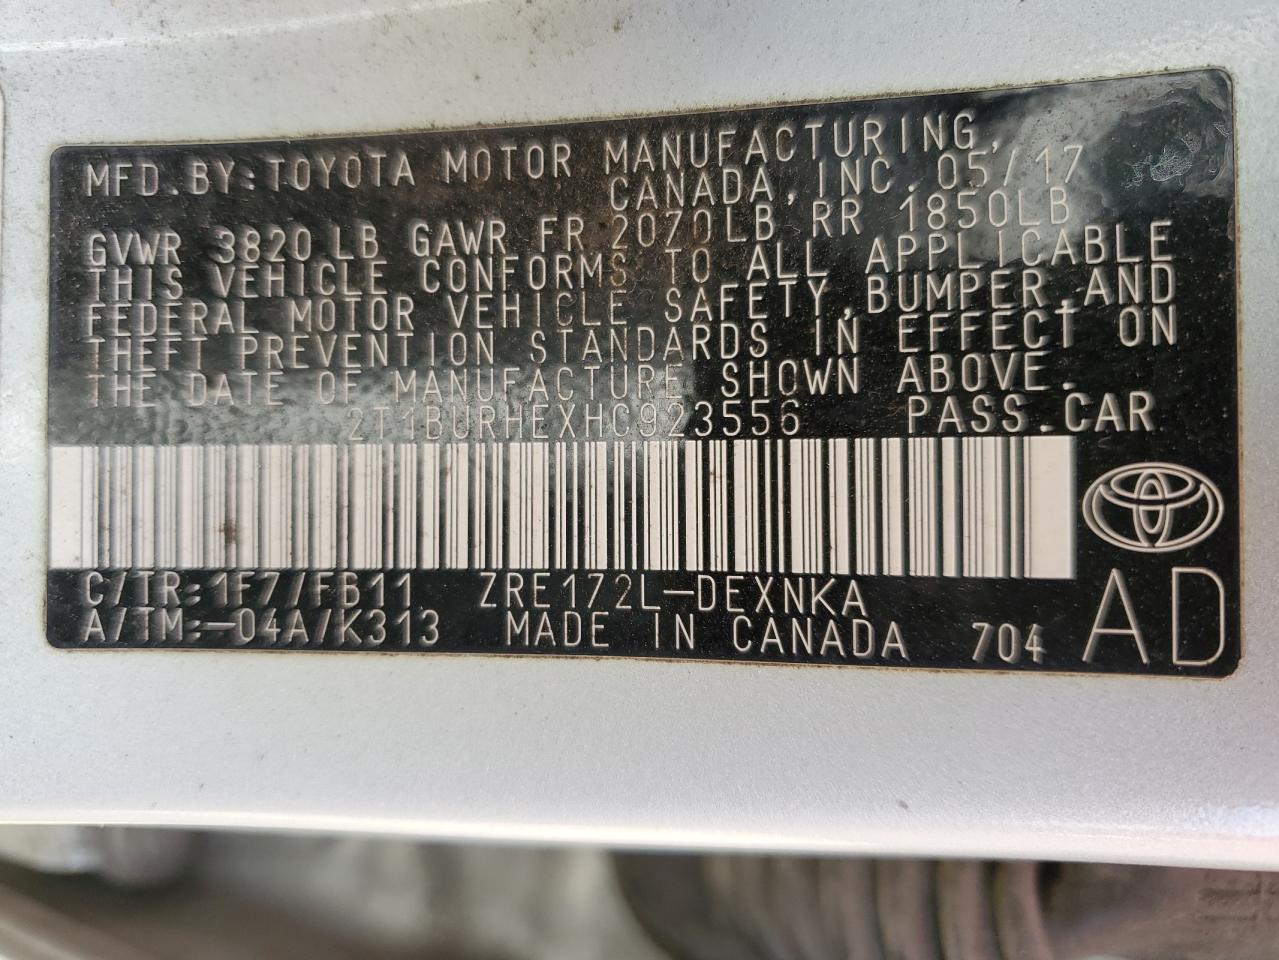 MFD.BY:TOYOTA MOTOR MANUFACTURING,
CANADA,INC.05/17
GVWR 3820LB GAWR FR 2070LB,RR 1850LB
THIS VEHICLE CONFORMS TO ALL APPLICABLE
FEDERAL MOTOR VEHICLE SAFETY,BUMPER,AND
THEFT PREVENTION STANDARDS IN EFFECT ON
THE DATE OF MANUFACTURE SHOWN ABOVE.
2T1BURHEXHC923556 PASS.CAR
C/TR:1F7/FB11 ZRE172L-DEXNKA
A/TM:-04A/K313 MADE IN CANADA 704 AD